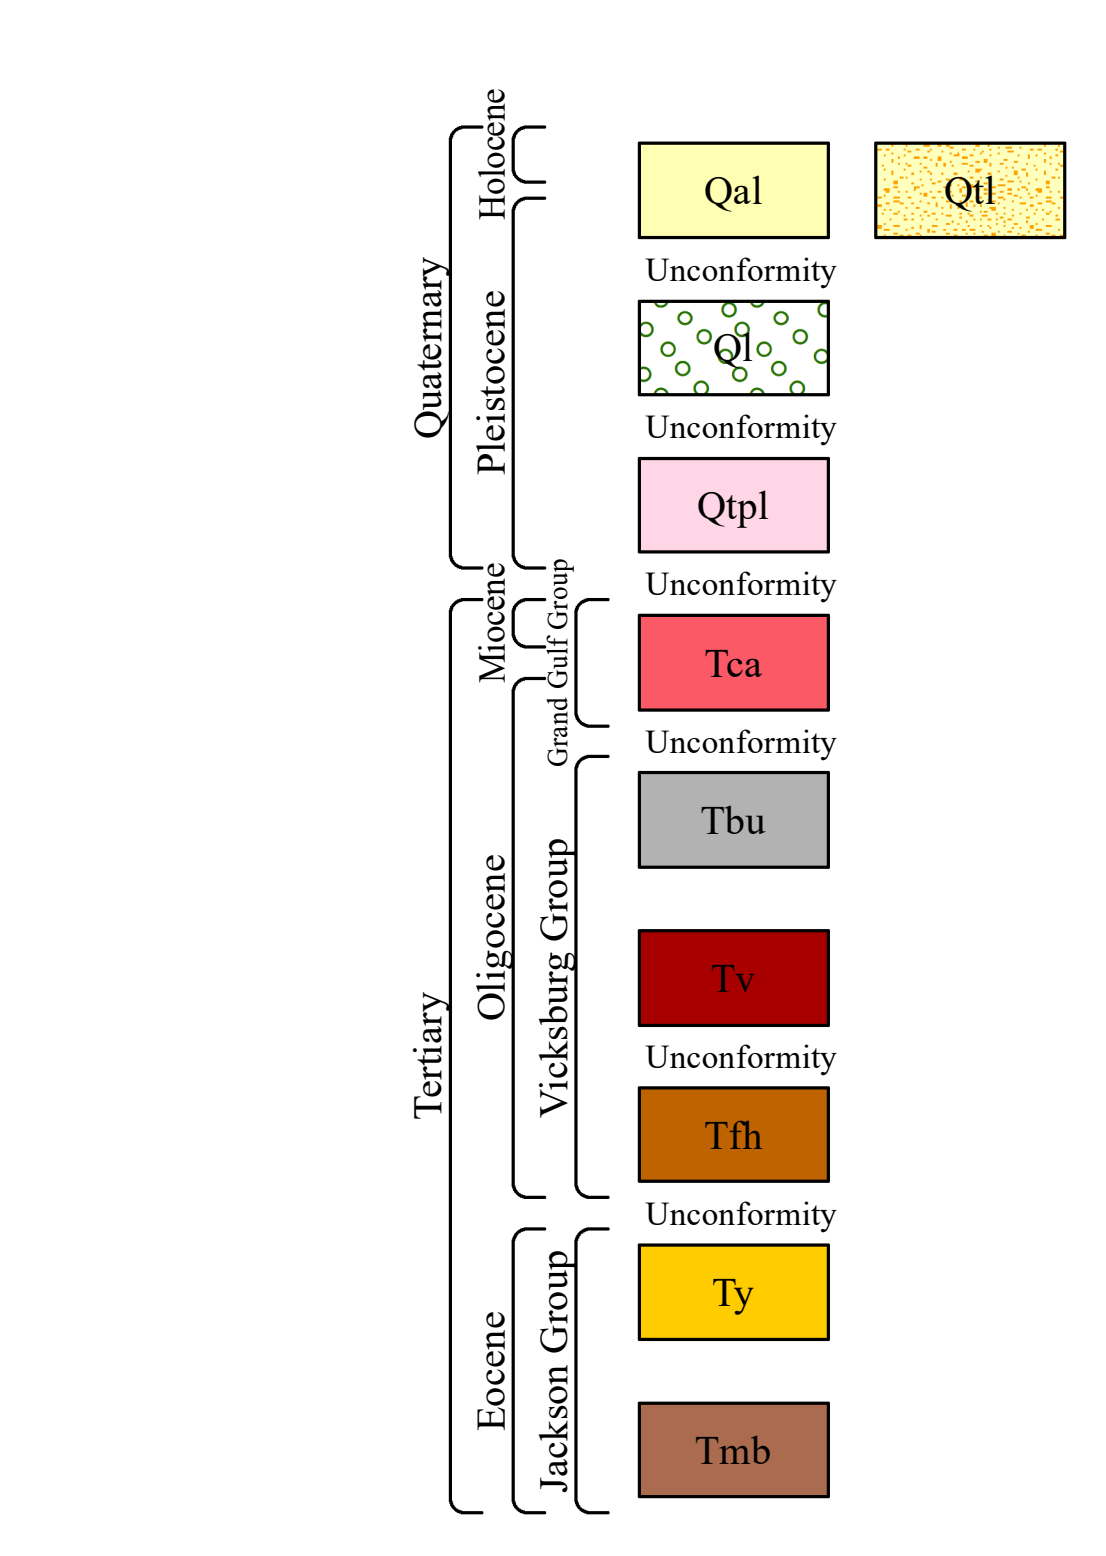 Quaternary
Holocene
Pleistocene
Qal
Qtl
Unconformity
Ql
Unconformity
Qtpl
Unconformity
Tertiary
Miocene
Grand Gulf Group
Tca
Unconformity
Oligocene
Vicksburg Group
Tbu
Tv
Unconformity
Tfh
Unconformity
Eocene
Jackson Group
Ty
Tmb